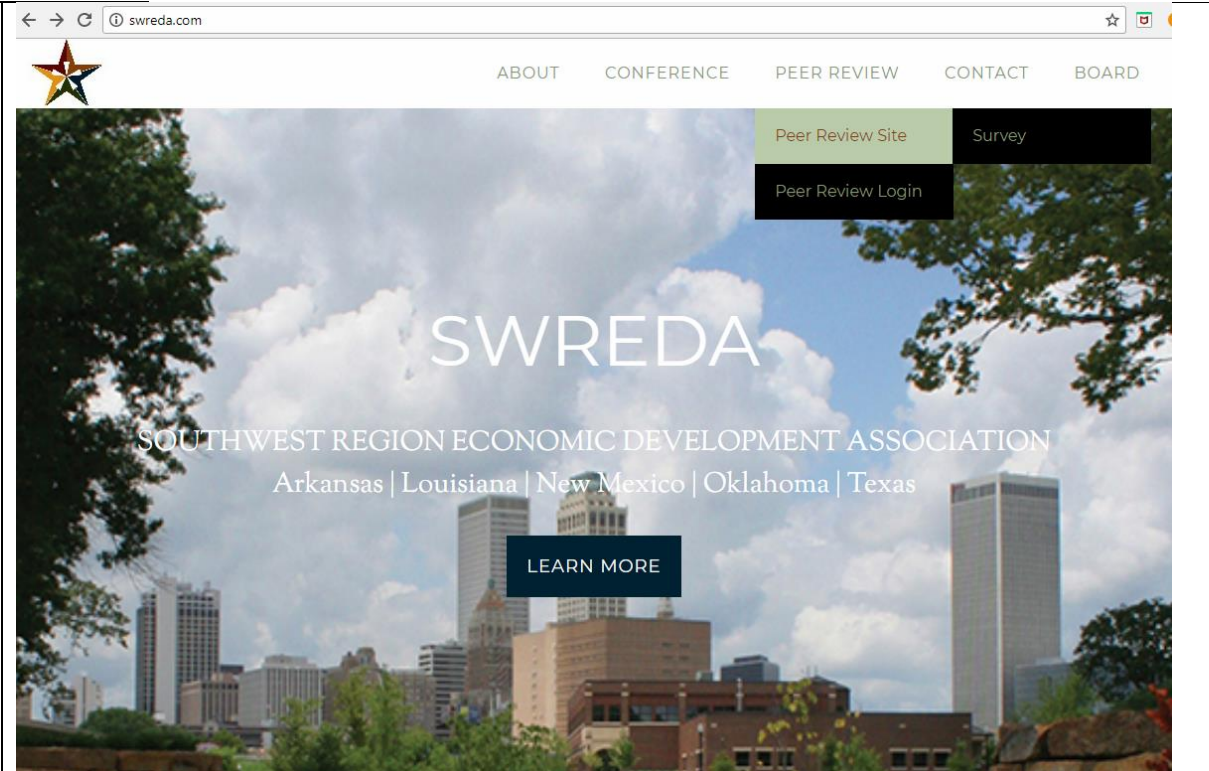 swreda.com
ABOUT CONFERENCE PEER REVIEW CONTACT BOARD
Peer Review Site Survey
Peer Review Login
SWREDA
SOUTHWEST REGION ECONOMIC DEVELOPMENT ASSOCIATION
Arkansas | Louisiana | New Mexico | Oklahoma | Texas
LEARN MORE